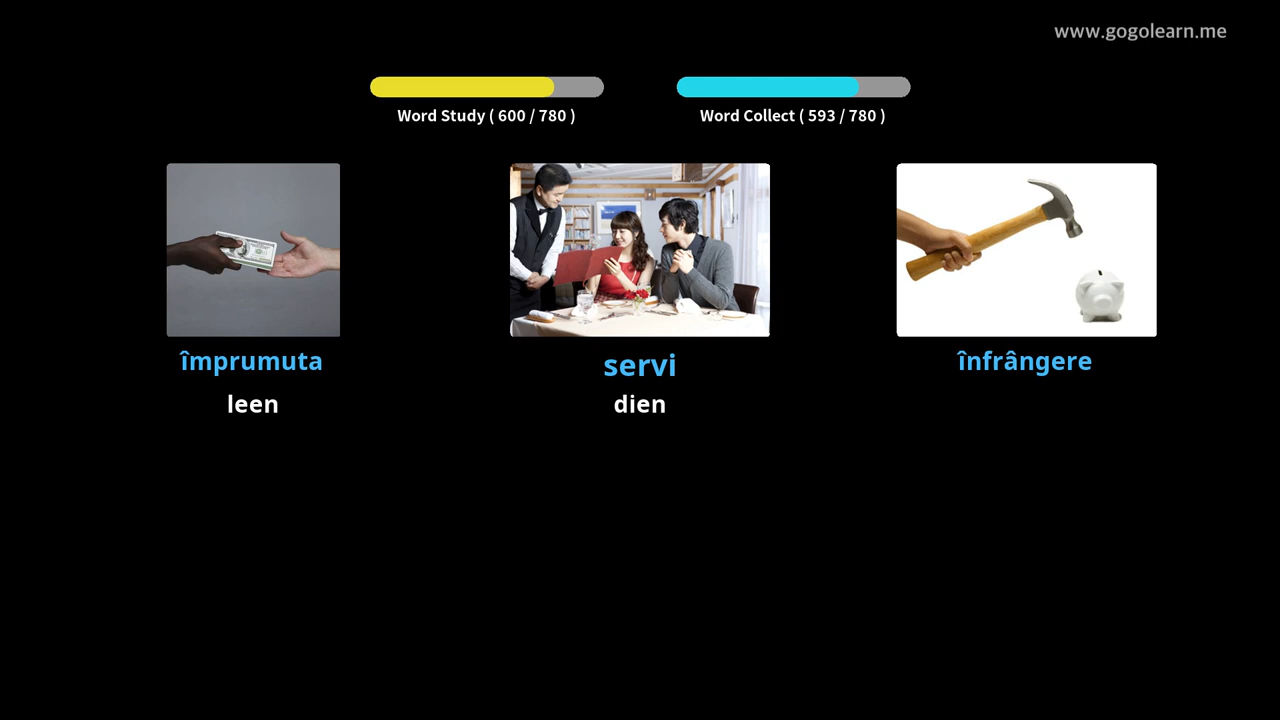 www.gogolearn.me
Word Study ( 600 / 780 )
Word Collect ( 593 / 780 )
împrumuta
servi
înfrângere
leen
dien